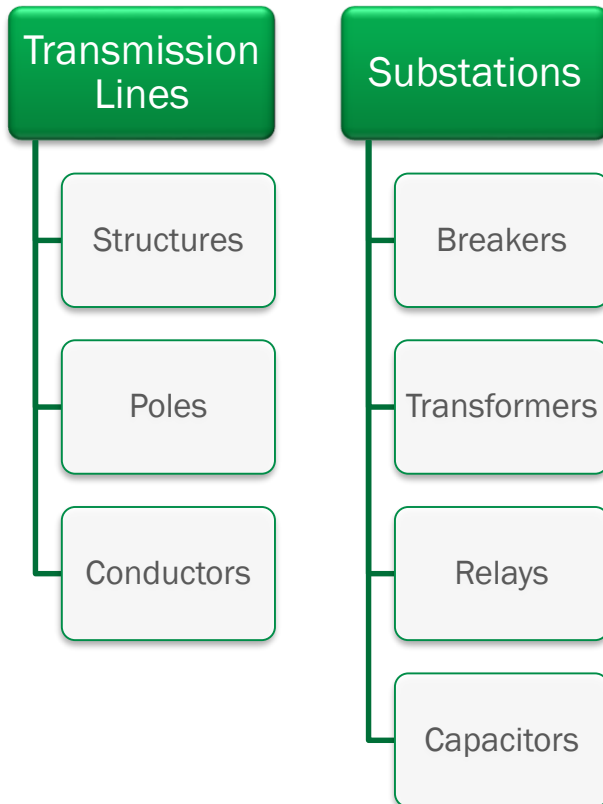 Transmission
Lines
Structures
Poles
Conductors
Substations
Breakers
Transformers
Relays
Capacitors